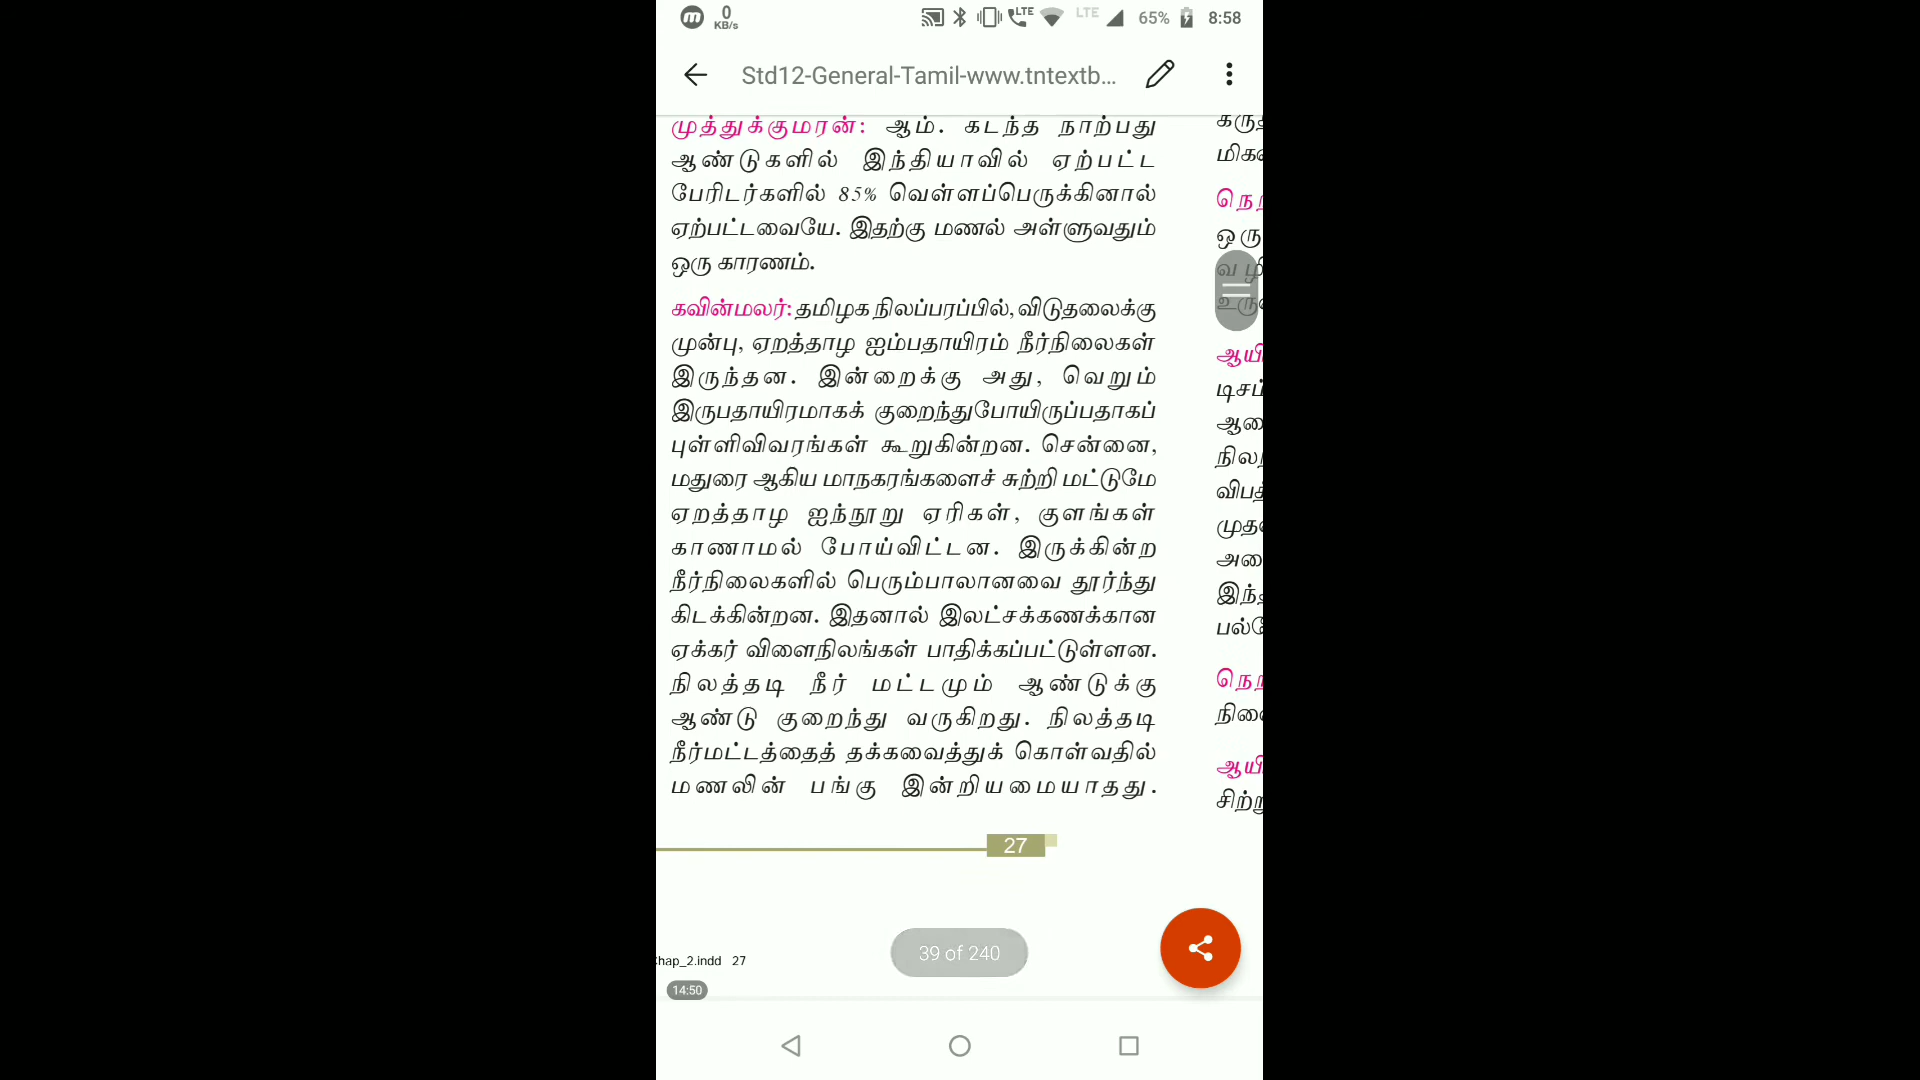 0
KB/s
LTE
LTE
65%
8:58
Std12-General-Tamil-www.tntextb...
முத்துக்குமரன்: ஆம். கடந்த நாற்பது
ஆண்டுகளில் இந்தியாவில் ஏற்பட்ட
பேரிடர்களில் 85% வெள்ளப்பெருக்கினால்
ஏற்பட்டவையே. இதற்கு மணல் அள்ளுவதும்
ஒரு காரணம்.
கவின்மலர்: தமிழக நிலப்பரப்பில், விடுதலைக்கு
முன்பு, ஏறத்தாழ ஐம்பதாயிரம் நீர்நிலைகள்
இருந்தன. இன்றைக்கு அது, வெறும்
இருபதாயிரமாகக் குறைந்துபோயிருப்பதாகப்
புள்ளிவிவரங்கள் கூறுகின்றன. சென்னை,
மதுரை ஆகிய மாநகரங்களைச் சுற்றி மட்டுமே
ஏறத்தாழ ஐந்நூறு ஏரிகள், குளங்கள்
காணாமல் போய்விட்டன. இருக்கின்ற
நீர்நிலைகளில் பெரும்பாலானவை தூர்ந்து
கிடக்கின்றன. இதனால் இலட்சக்கணக்கான
ஏக்கர் விளைநிலங்கள் பாதிக்கப்பட்டுள்ளன.
நிலத்தடி நீர் மட்டமும் ஆண்டுக்கு
ஆண்டு குறைந்து வருகிறது. நிலத்தடி
நீர்மட்டத்தைத் தக்கவைத்துக் கொள்வதில்
மணலின் பங்கு இன்றியமையாதது.
27
39 of 240
hap_2.indd 27
14:50